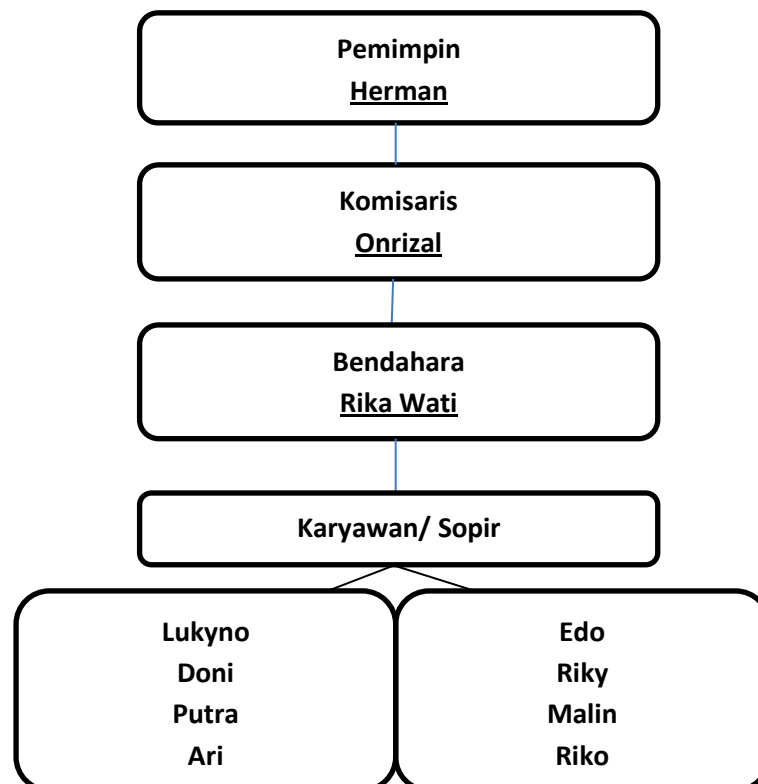 Pemimpin
Herman
Komisaris
Onrizal
Bendahara
Rika Wati
Karyawan/ Sopir
Lukyno
Doni
Putra
Ari
Edo
Riky
Malin
Riko